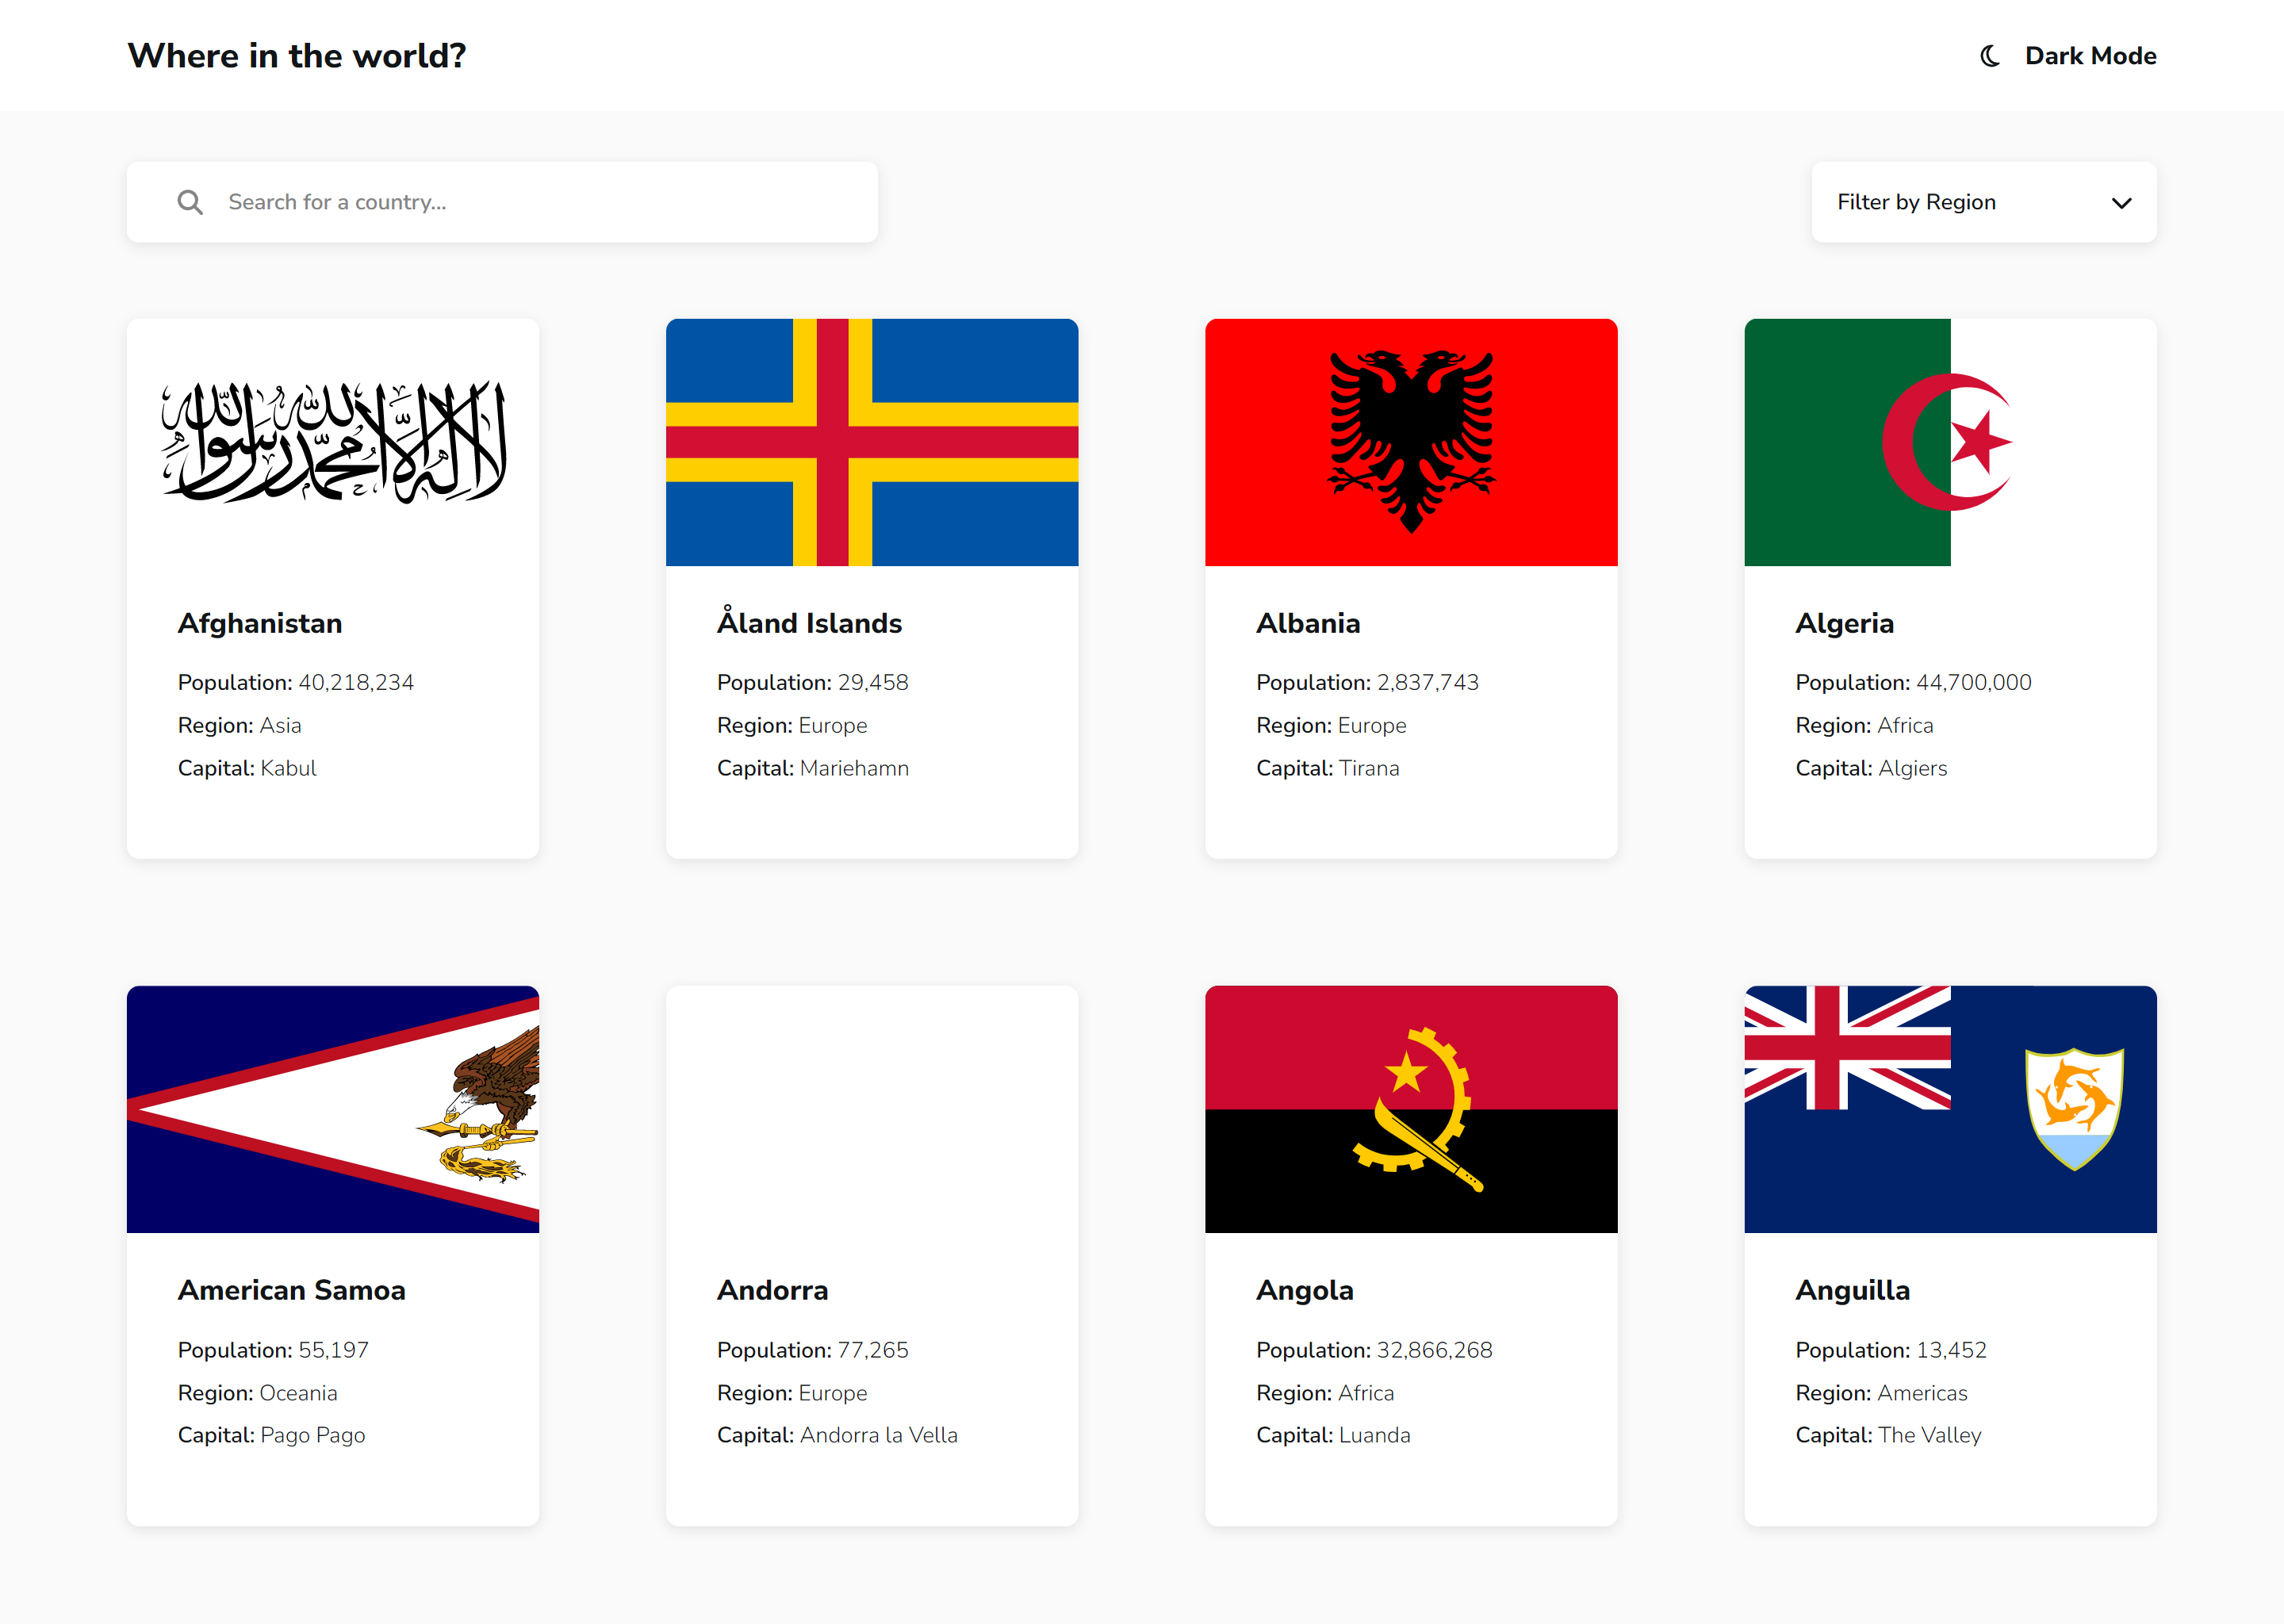 Where in the world?
Dark Mode
Search for a country...
Filter by Region
لا إله إلا الله محمد رسول الله
Afghanistan
Population: 40,218,234
Region: Asia
Capital: Kabul
Åland Islands
Population: 29,458
Region: Europe
Capital: Mariehamn
Albania
Population: 2,837,743
Region: Europe
Capital: Tirana
Algeria
Population: 44,700,000
Region: Africa
Capital: Algiers
American Samoa
Population: 55,197
Region: Oceania
Capital: Pago Pago
Andorra
Population: 77,265
Region: Europe
Capital: Andorra la Vella
Angola
Population: 32,866,268
Region: Africa
Capital: Luanda
Anguilla
Population: 13,452
Region: Americas
Capital: The Valley